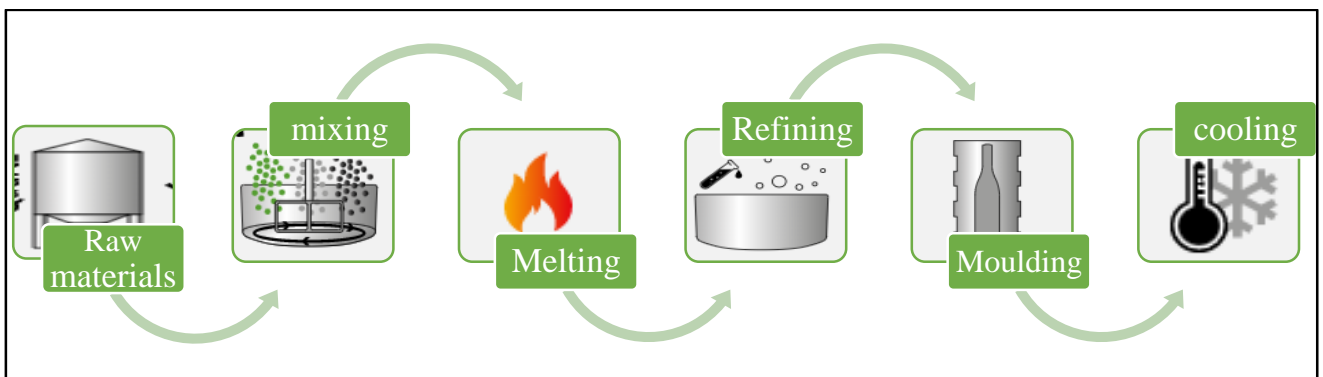 Raw
materials
mixing
Melting
Refining
Moulding
cooling